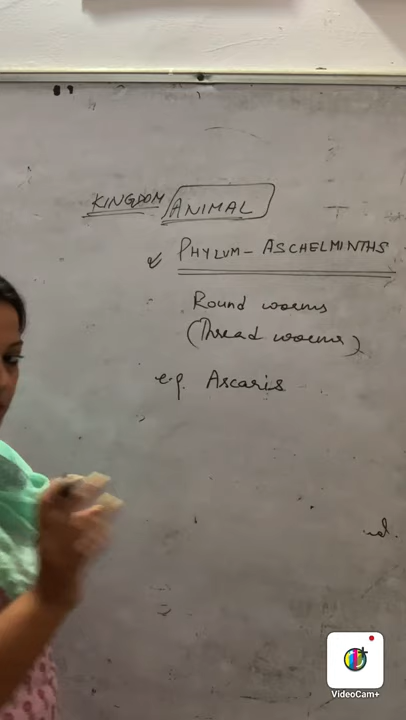 KINGDOM ANIMAL
PHYLUM - ASCHELMINTHS
Round worms
(Thread worms)
e.g. Ascaris
VideoCam+